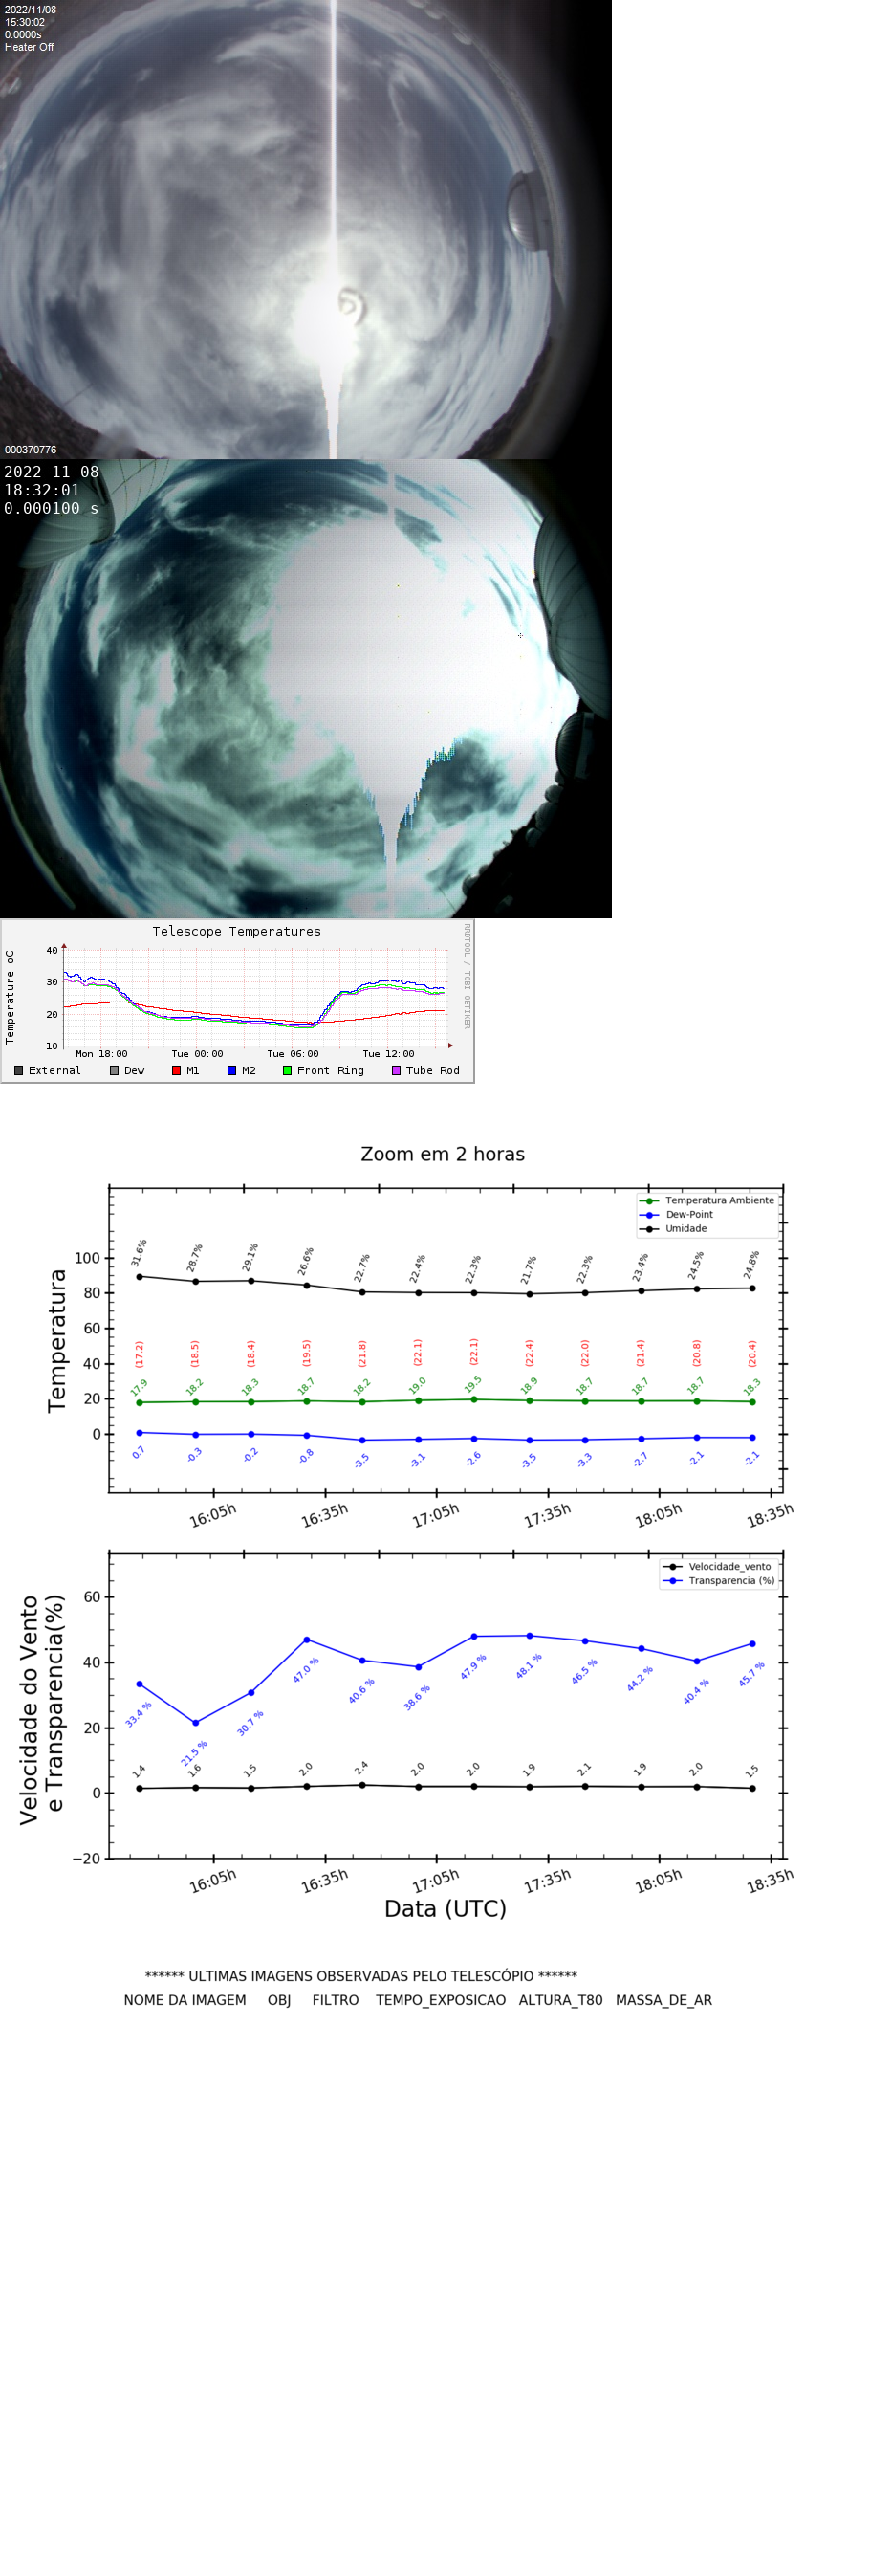 2022/11/08
15:30:02
0.0000s
Heater Off
000370776
2022-11-08
18:32:01
0.000100 s
Telescope Temperatures
RRDTOOL / TOBI OETIKER
Temperature oC
40
30
20
10
Mon 18:00 Tue 00:00 Tue 06:00 Tue 12:00
External Dew M1 M2 Front Ring Tube Rod
Zoom em 2 horas
Temperatura Ambiente
Dew-Point
Umidade
Temperatura
100
80
60
40
20
0
31.6% 28.7% 29.1% 26.6% 22.7% 22.4% 22.3% 21.7% 22.3% 23.4% 24.5% 24.8%
(17.2) (18.5) (18.4) (19.5) (21.8) (22.1) (22.1) (22.4) (22.0) (21.4) (20.8) (20.4)
17.9 18.2 18.3 18.7 18.2 19.0 19.5 18.9 18.7 18.7 18.7 18.3
0.7 -0.3 -0.2 -0.8 -3.5 -3.1 -2.6 -3.5 -3.3 -2.7 -2.1 -2.1
16:05h 16:35h 17:05h 17:35h 18:05h 18:35h
Velocidade_vento
Transparencia (%)
Velocidade do Vento
e Transparencia(%)
60
40
20
0
−20
33.4 % 21.5 % 30.7 % 47.0 % 40.6 % 38.6 % 47.9 % 48.1 % 46.5 % 44.2 % 40.4 % 45.7 %
1.4 1.6 1.5 2.0 2.4 2.0 2.0 1.9 2.1 1.9 2.0 1.5
16:05h 16:35h 17:05h 17:35h 18:05h 18:35h
Data (UTC)
****** ULTIMAS IMAGENS OBSERVADAS PELO TELESCÓPIO ******
NOME DA IMAGEM OBJ FILTRO TEMPO_EXPOSICAO ALTURA_T80 MASSA_DE_AR